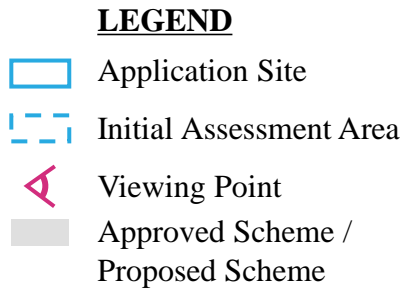 LEGEND
Application Site
Initial Assessment Area
Viewing Point
Approved Scheme /
Proposed Scheme